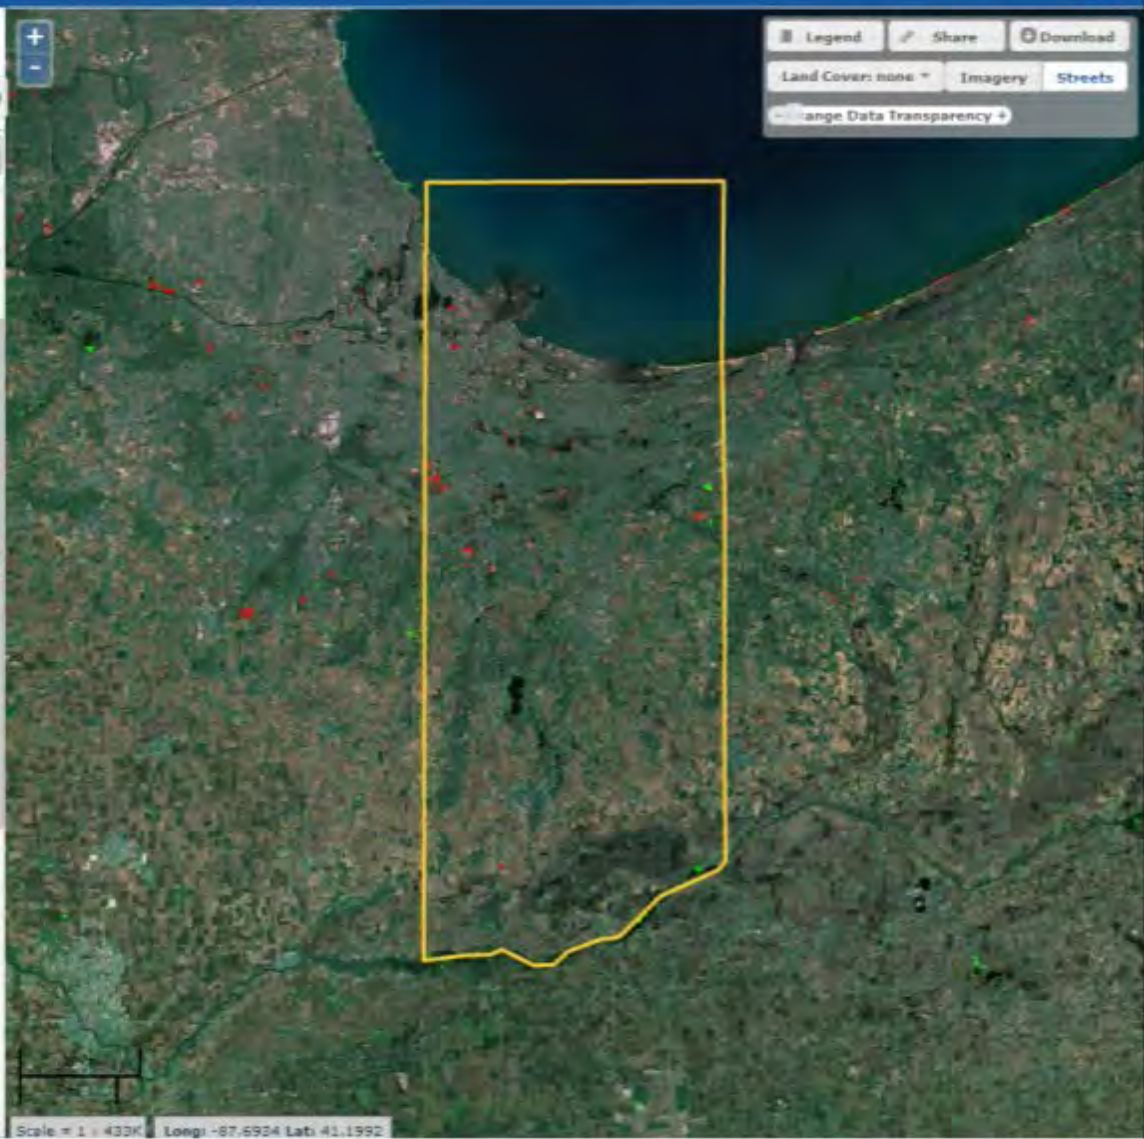 +
-
Legend Share Download
Land Cover: none Imagery Streets
- ange Data Transparency +
Scale = 1 : 433K Long: -87.6934 Lat: 41.1992